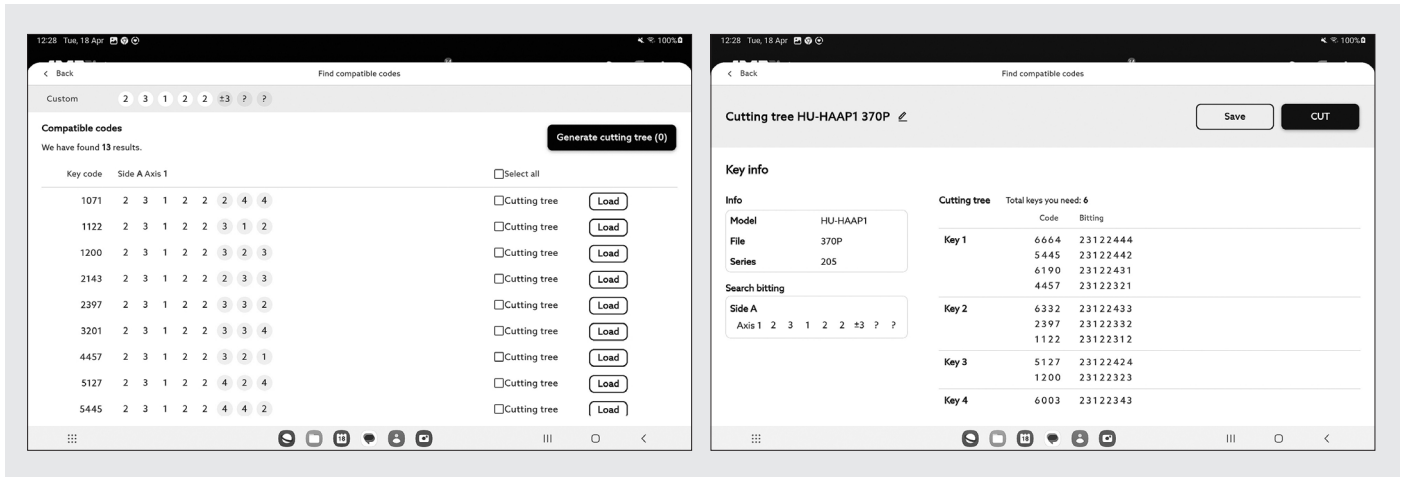 12:28 Tue, 18 Apr
100%
Back
Find compatible codes
Custom 2 3 1 2 2 ±3 ? ?
Compatible codes
We have found 13 results.
Generate cutting tree (0)
Key code Side A Axis 1
Select all
1071 2 3 1 2 2 2 4 4 Cutting tree Load
1122 2 3 1 2 2 3 1 2 Cutting tree Load
1200 2 3 1 2 2 3 2 3 Cutting tree Load
2143 2 3 1 2 2 2 3 3 Cutting tree Load
2397 2 3 1 2 2 3 3 2 Cutting tree Load
3201 2 3 1 2 2 3 3 4 Cutting tree Load
4457 2 3 1 2 2 3 2 1 Cutting tree Load
5127 2 3 1 2 2 4 2 4 Cutting tree Load
5445 2 3 1 2 2 4 4 2 Cutting tree Load
18
12:28 Tue, 18 Apr
100%
Back
Find compatible codes
Cutting tree HU-HAAP1 370P
Save
CUT
Key info
Info
Model HU-HAAP1
File 370P
Series 205
Search bitting
Side A
Axis 1 2 3 1 2 2 ±3 ? ?
Cutting tree Total keys you need: 6
Code Bitting
Key 1 6664 23122444
5445 23122442
6190 23122431
4457 23122321
Key 2 6332 23122433
2397 23122332
1122 23122312
Key 3 5127 23122424
1200 23122323
Key 4 6003 23122343
18